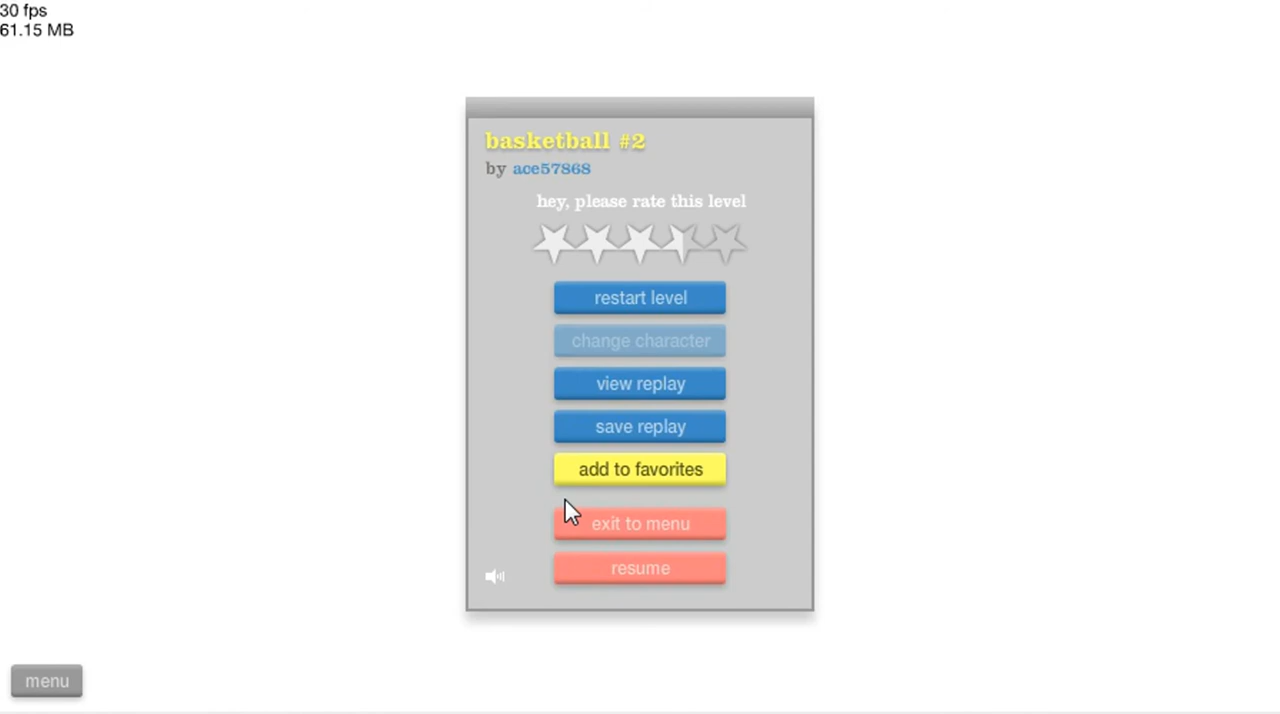 30 fps
61.15 MB
basketball #2
by ace57868
hey, please rate this level
restart level
change character
view replay
save replay
add to favorites
exit to menu
resume
menu